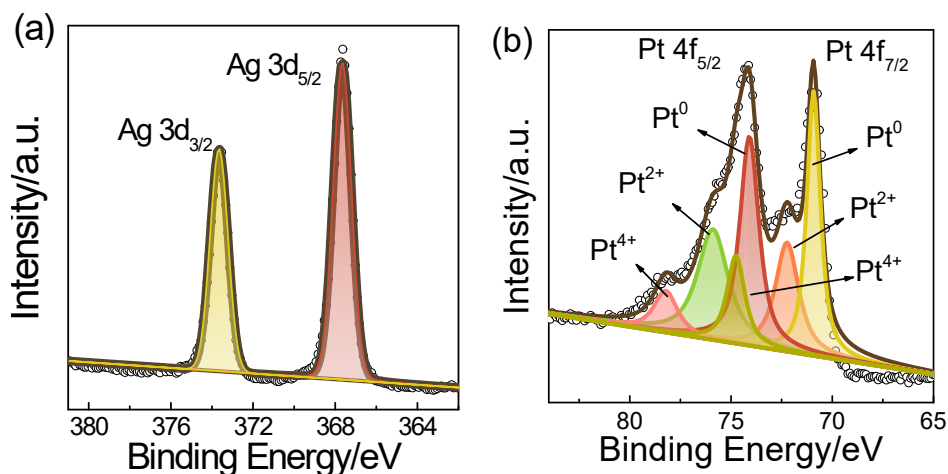 (a)
Ag 3d5/2
Ag 3d3/2
Intensity/a.u.
380 376 372 368 364
Binding Energy/eV
(b)
Pt 4f5/2 Pt 4f7/2
Pt0
Pt0
Pt2+
Pt2+
Pt4+
Pt4+
Intensity/a.u.
80 75 70 65
Binding Energy/eV